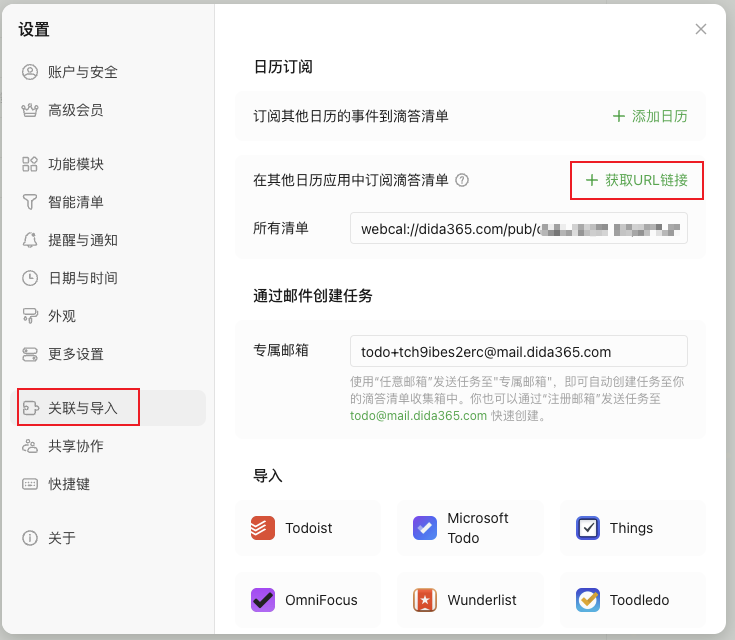 设置
账户与安全
高级会员
功能模块
智能清单
提醒与通知
日期与时间
外观
更多设置
关联与导入
共享协作
快捷键
关于
日历订阅
订阅其他日历的事件到滴答清单
添加日历
在其他日历应用中订阅滴答清单
获取URL链接
所有清单
webcal://dida365.com/pub/
通过邮件创建任务
专属邮箱
todo+tch9ibes2erc@mail.dida365.com
使用“任意邮箱”发送任务至"专属邮箱"，即可自动创建任务至你
的滴答清单收集箱中。你也可以通过“注册邮箱”发送任务至
todo@mail.dida365.com 快速创建。
导入
Todoist
Microsoft
Todo
Things
OmniFocus
Wunderlist
Toodledo